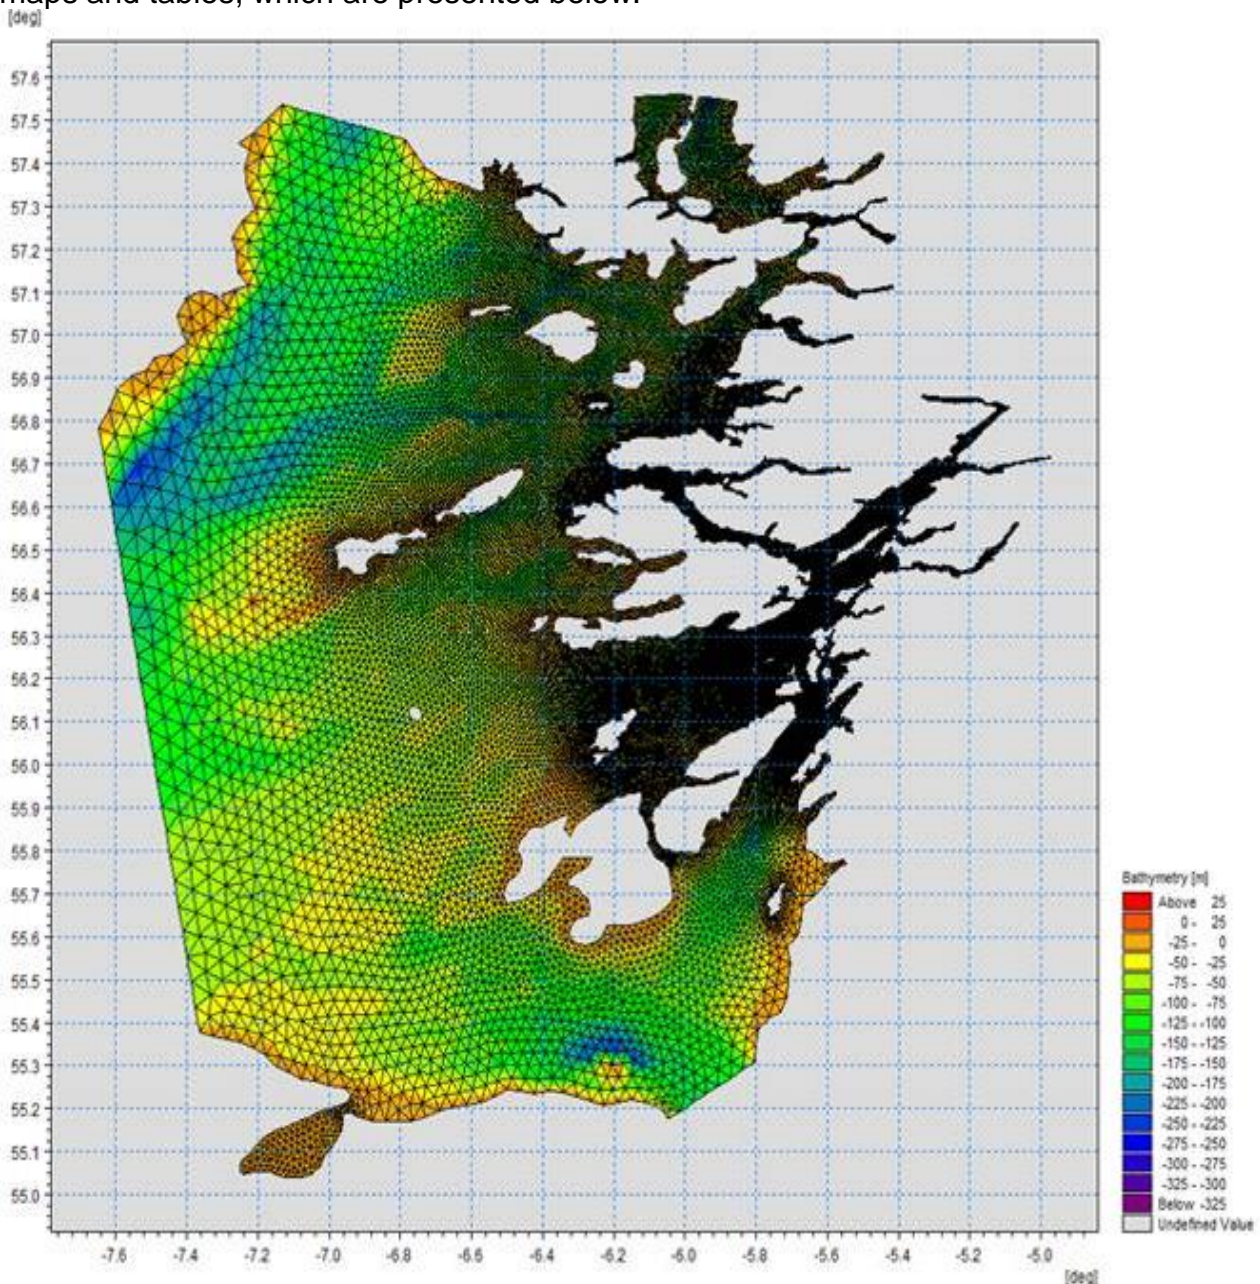 maps and tables, which are presented below.
[deg]
57.6
57.5
57.4
57.3
57.2
57.1
57.0
56.9
56.8
56.7
56.6
56.5
56.4
56.3
56.2
56.1
56.0
55.9
55.8
55.7
55.6
55.5
55.4
55.3
55.2
55.1
55.0
-7.6 -7.4 -7.2 -7.0 -6.8 -6.6 -6.4 -6.2 -6.0 -5.8 -5.6 -5.4 -5.2 -5.0
[deg]
Bathymetry [m]
Above 25
0 - 25
-25 - 0
-50 - -25
-75 - -50
-100 - -75
-125 - -100
-150 - -125
-175 - -150
-200 - -175
-225 - -200
-250 - -225
-275 - -250
-300 - -275
-325 - -300
Below -325
Undefined Value